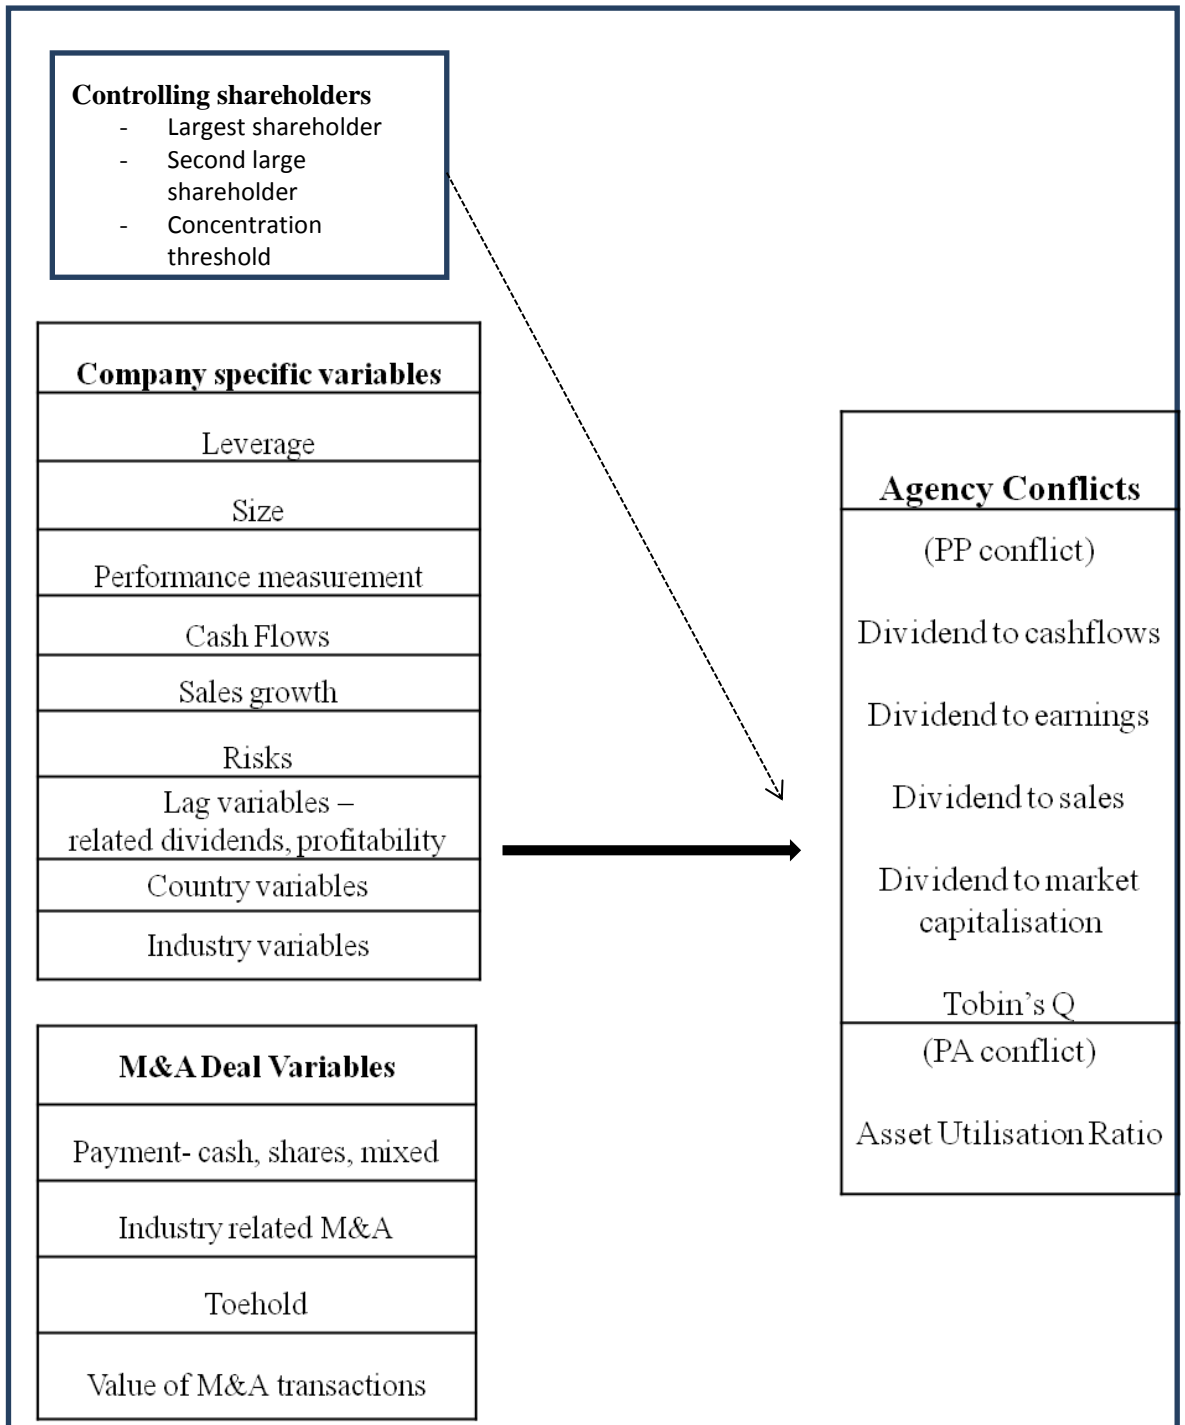 Controlling shareholders
- Largest shareholder
- Second large
shareholder
- Concentration
threshold
Company specific variables
Leverage
Size
Performance measurement
Cash Flows
Sales growth
Risks
Lag variables –
related dividends, profitability
Country variables
Industry variables
M&A Deal Variables
Payment- cash, shares, mixed
Industry related M&A
Toehold
Value of M&A transactions
Agency Conflicts
(PP conflict)
Dividend to cashflows
Dividend to earnings
Dividend to sales
Dividend to market
capitalisation
Tobin's Q
(PA conflict)
Asset Utilisation Ratio